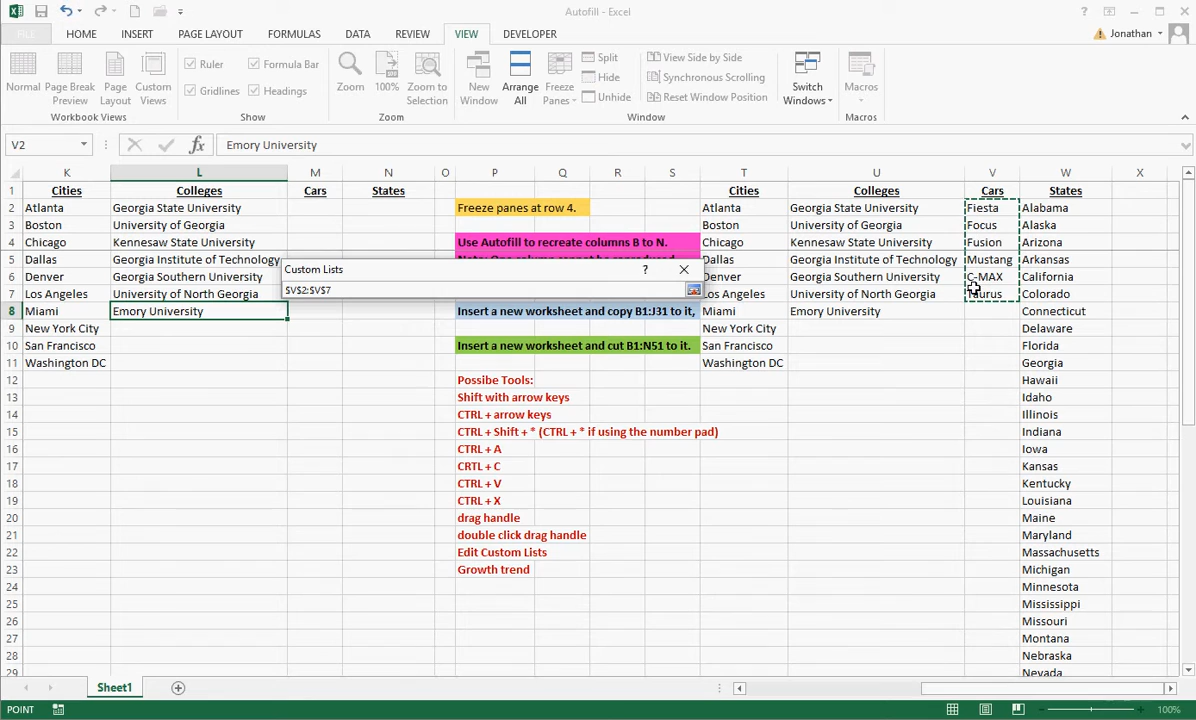 Autofill - Excel
?
FILE HOME INSERT PAGE LAYOUT FORMULAS DATA REVIEW VIEW DEVELOPER Jonathan
Normal Page Break Preview Page Layout Custom Views
Ruler Formula Bar
Gridlines Headings
Zoom 100% Zoom to Selection
New Window Arrange All Freeze Panes
Split
Hide
Unhide
View Side by Side
Synchronous Scrolling
Reset Window Position
Switch Windows
Macros
Workbook Views Show Zoom Window Macros
V2 fx Emory University
K L M N O P Q R S T U V W X
1 Cities Colleges Cars States Cities Colleges Cars States
2 Atlanta Georgia State University Freeze panes at row 4. Atlanta Georgia State University Fiesta Alabama
3 Boston University of Georgia Boston University of Georgia Focus Alaska
4 Chicago Kennesaw State University Use Autofill to recreate columns B to N. Chicago Kennesaw State University Fusion Arizona
5 Dallas Georgia Institute of Technology Dallas Georgia Institute of Technology Mustang Arkansas
Custom Lists ?
6 Denver Georgia Southern University Denver Georgia Southern University C-MAX California
$V$2:$V$7
7 Los Angeles University of North Georgia Los Angeles University of North Georgia Taurus Colorado
8 Miami Emory University Insert a new worksheet and copy B1:J31 to it, Miami Emory University Connecticut
9 New York City New York City Delaware
10 San Francisco Insert a new worksheet and cut B1:N51 to it. San Francisco Florida
11 Washington DC Washington DC Georgia
12 Possibe Tools: Hawaii
13 Shift with arrow keys Idaho
14 CTRL + arrow keys Illinois
15 CTRL + Shift + * (CTRL + * if using the number pad) Indiana
16 CTRL + A Iowa
17 CRTL + C Kansas
18 CTRL + V Kentucky
19 CTRL + X Louisiana
20 drag handle Maine
21 double click drag handle Maryland
22 Edit Custom Lists Massachusetts
23 Growth trend Michigan
24 Minnesota
25 Mississippi
26 Missouri
27 Montana
28 Nebraska
29 Nevada
Sheet1
POINT 100%